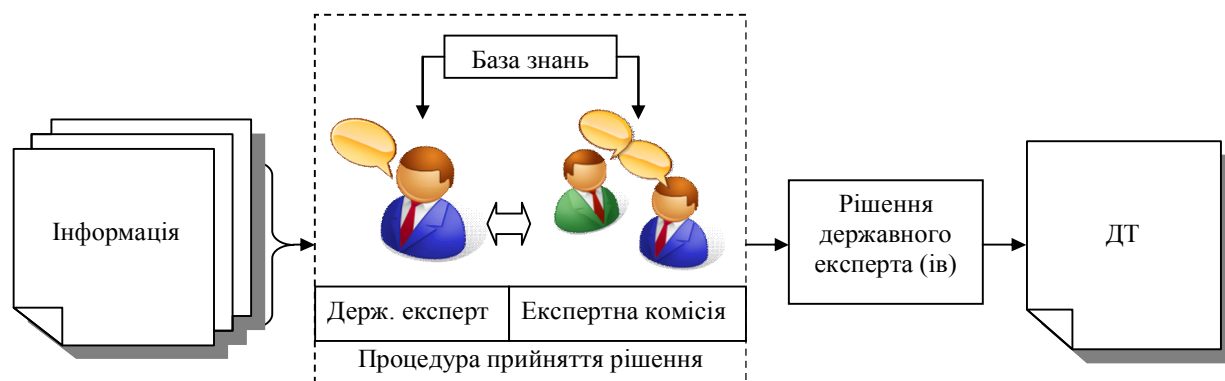 База знань
Інформація
Держ. експерт
Експертна комісія
Процедура прийняття рішення
Рішення
державного
експерта (ів)
ДТ